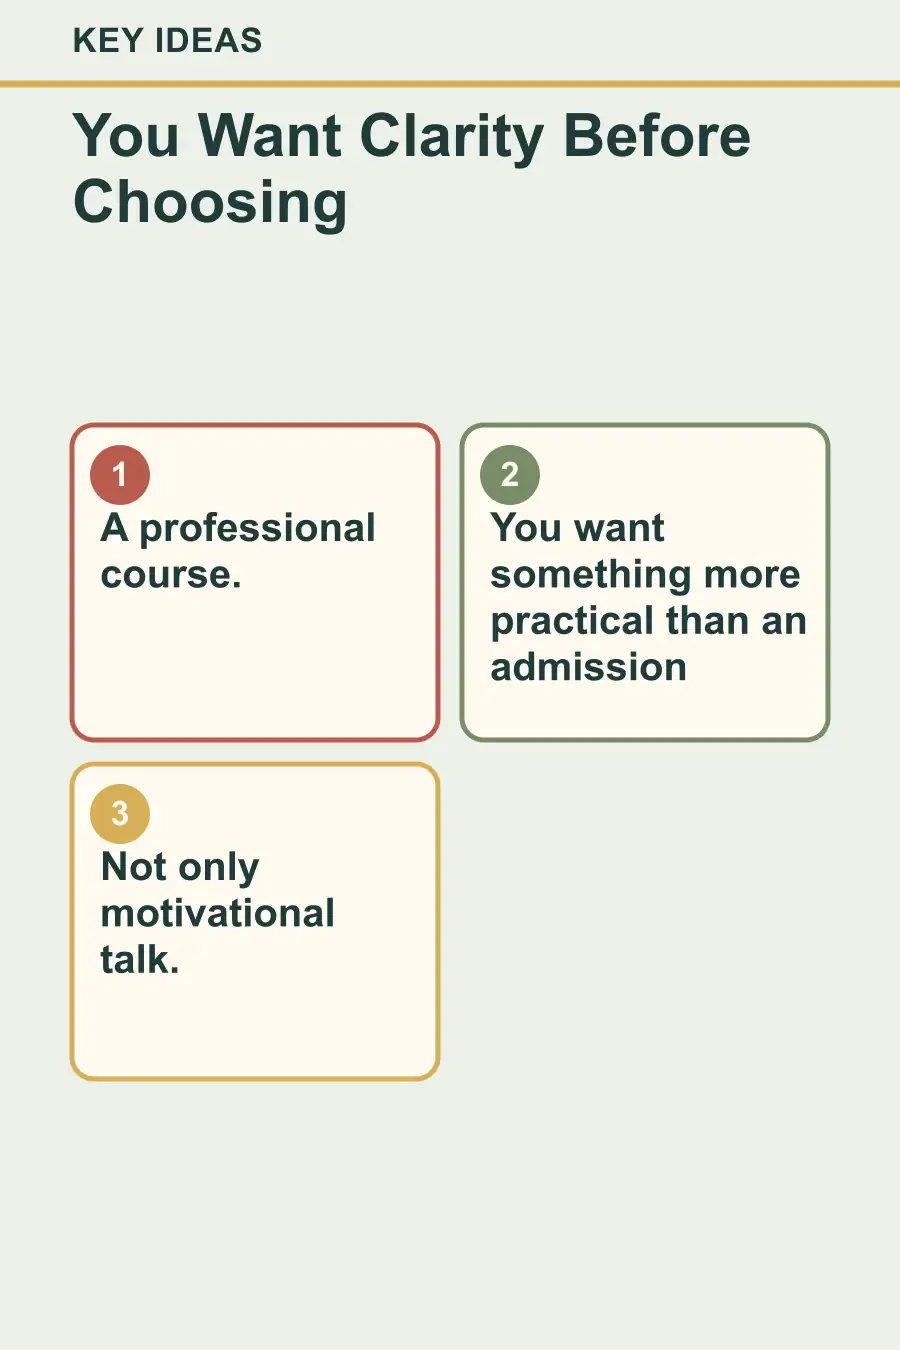 KEY IDEAS
You Want Clarity Before
Choosing
1
A professional
course.
2
You want
something more
practical than an
admission
3
Not only
motivational
talk.